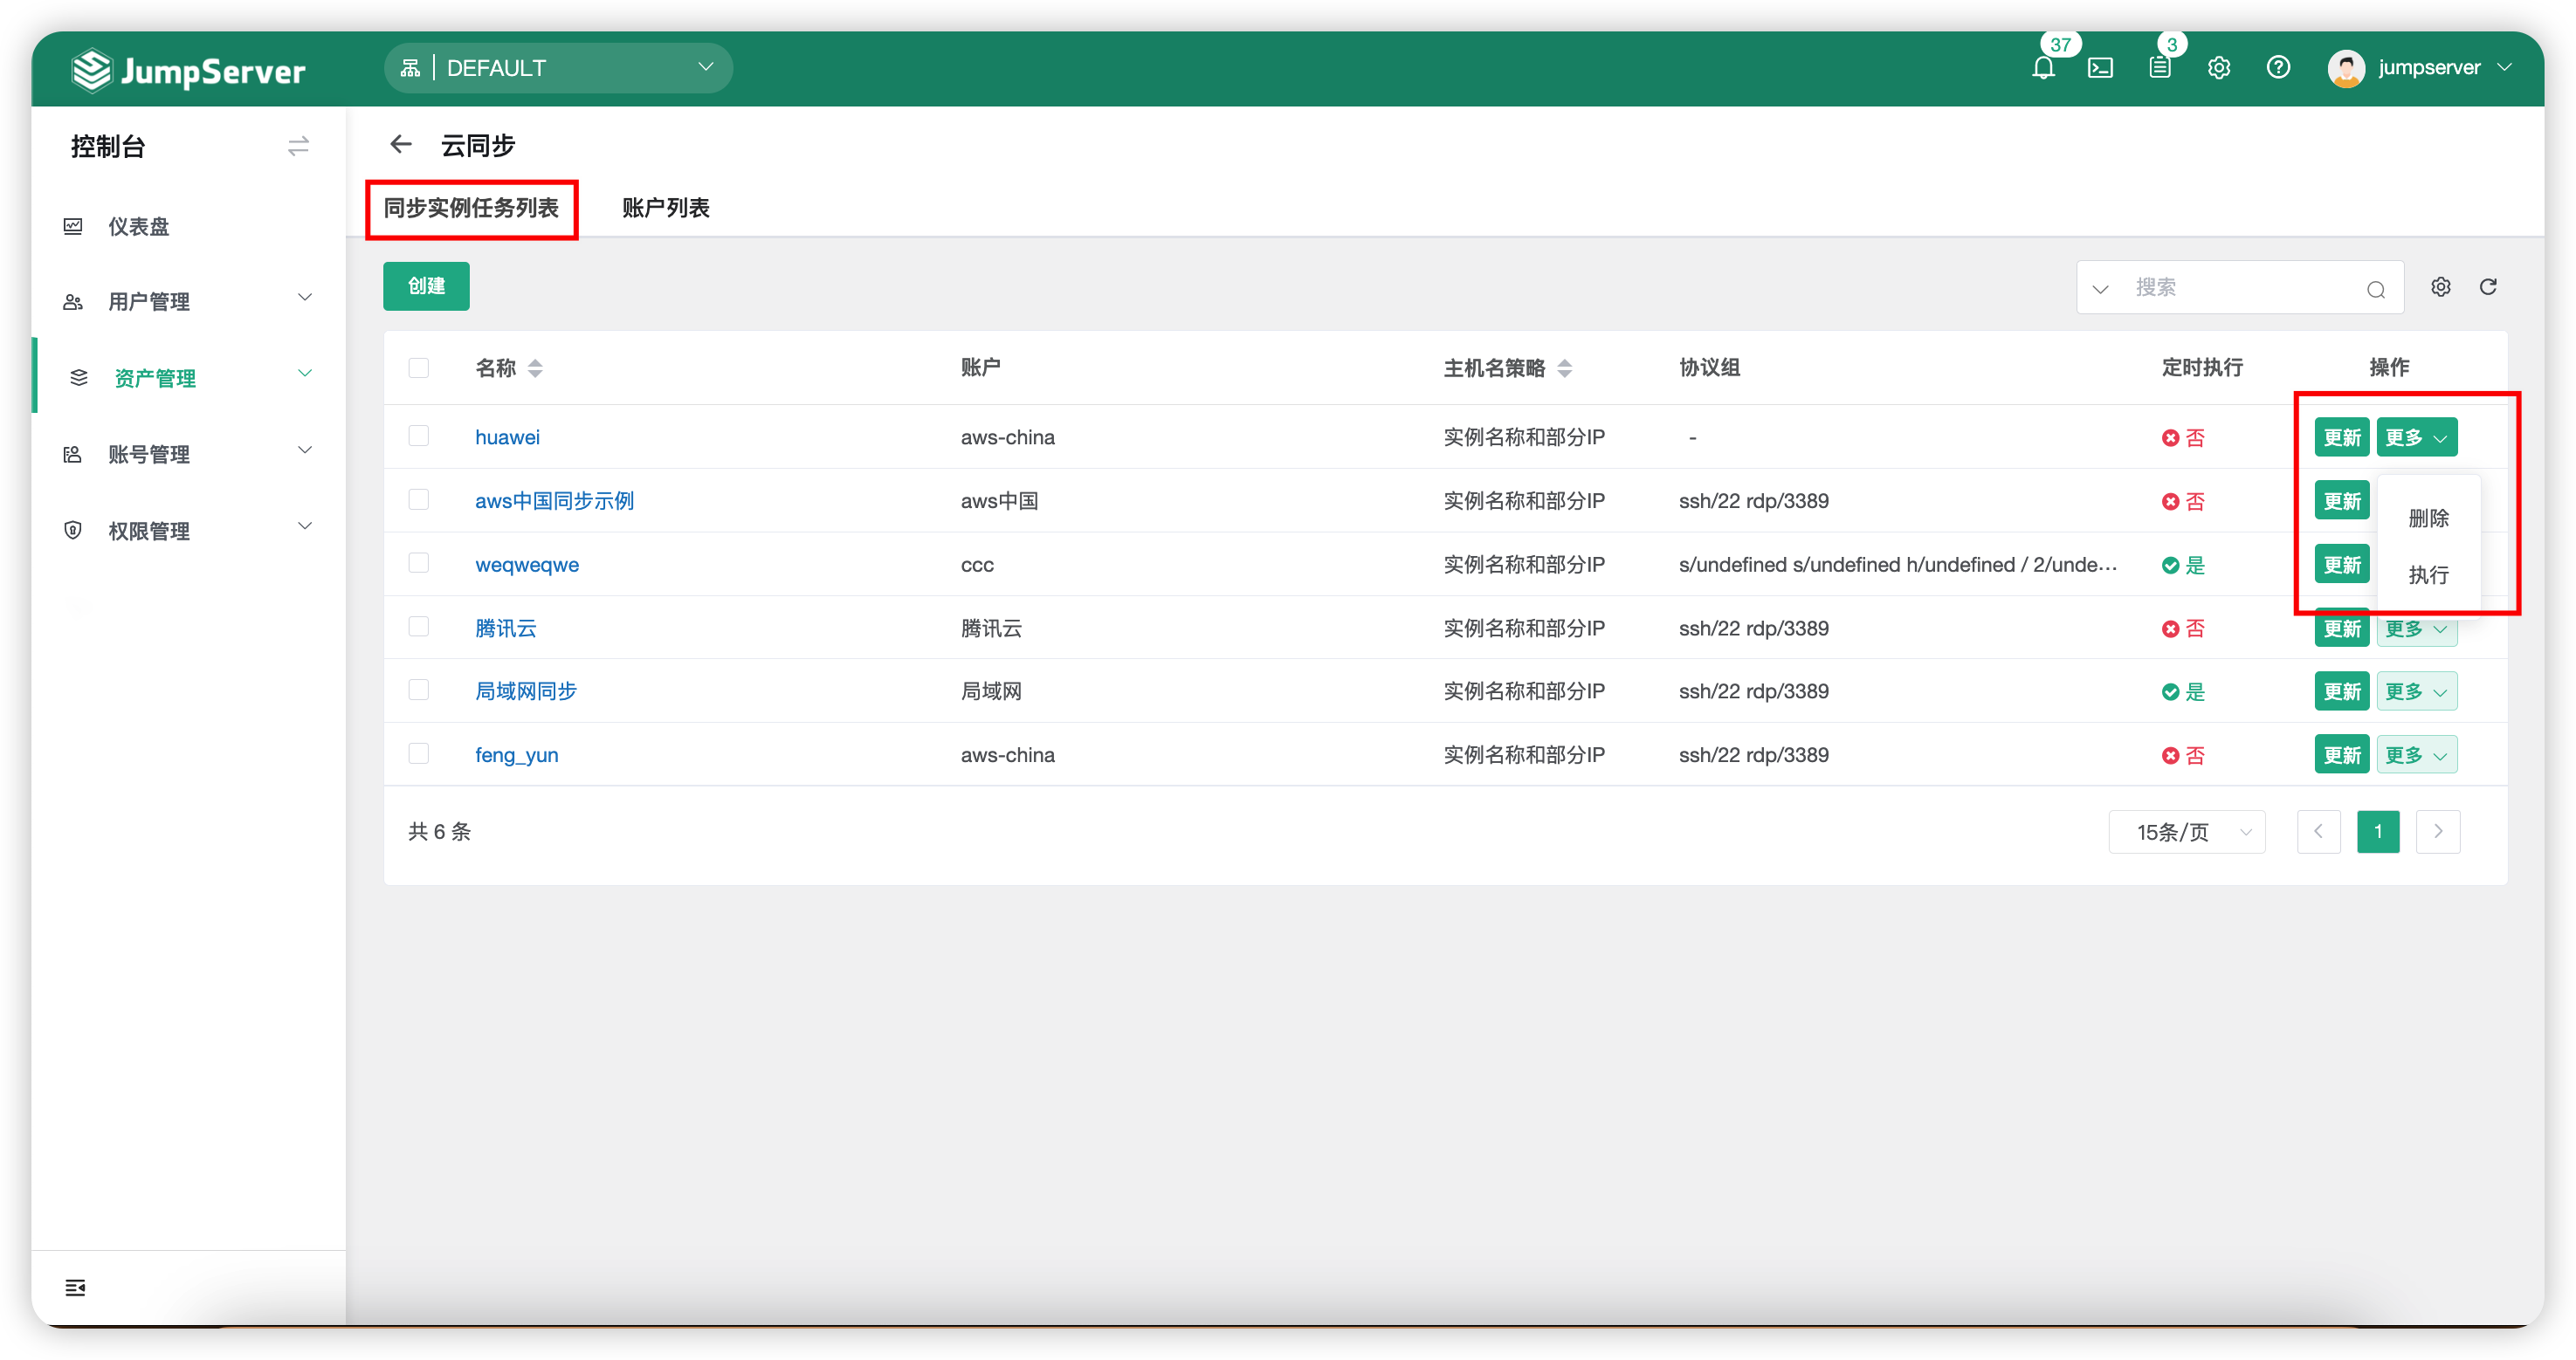 JumpServer
DEFAULT
37
3
jumpserver
控制台
云同步
同步实例任务列表 账户列表
仪表盘
用户管理
资产管理
账号管理
权限管理
创建
搜索
名称 账户 主机名策略 协议组 定时执行 操作
huawei aws-china 实例名称和部分IP - 否 更新 更多
aws中国同步示例 aws中国 实例名称和部分IP ssh/22 rdp/3389 否 更新
删除
weqweqwe ccc 实例名称和部分IP s/undefined s/undefined h/undefined / 2/unde... 是 更新
执行
腾讯云 腾讯云 实例名称和部分IP ssh/22 rdp/3389 否 更新 更多
局域网同步 局域网 实例名称和部分IP ssh/22 rdp/3389 是 更新 更多
feng_yun aws-china 实例名称和部分IP ssh/22 rdp/3389 否 更新 更多
共 6 条
15条/页
1